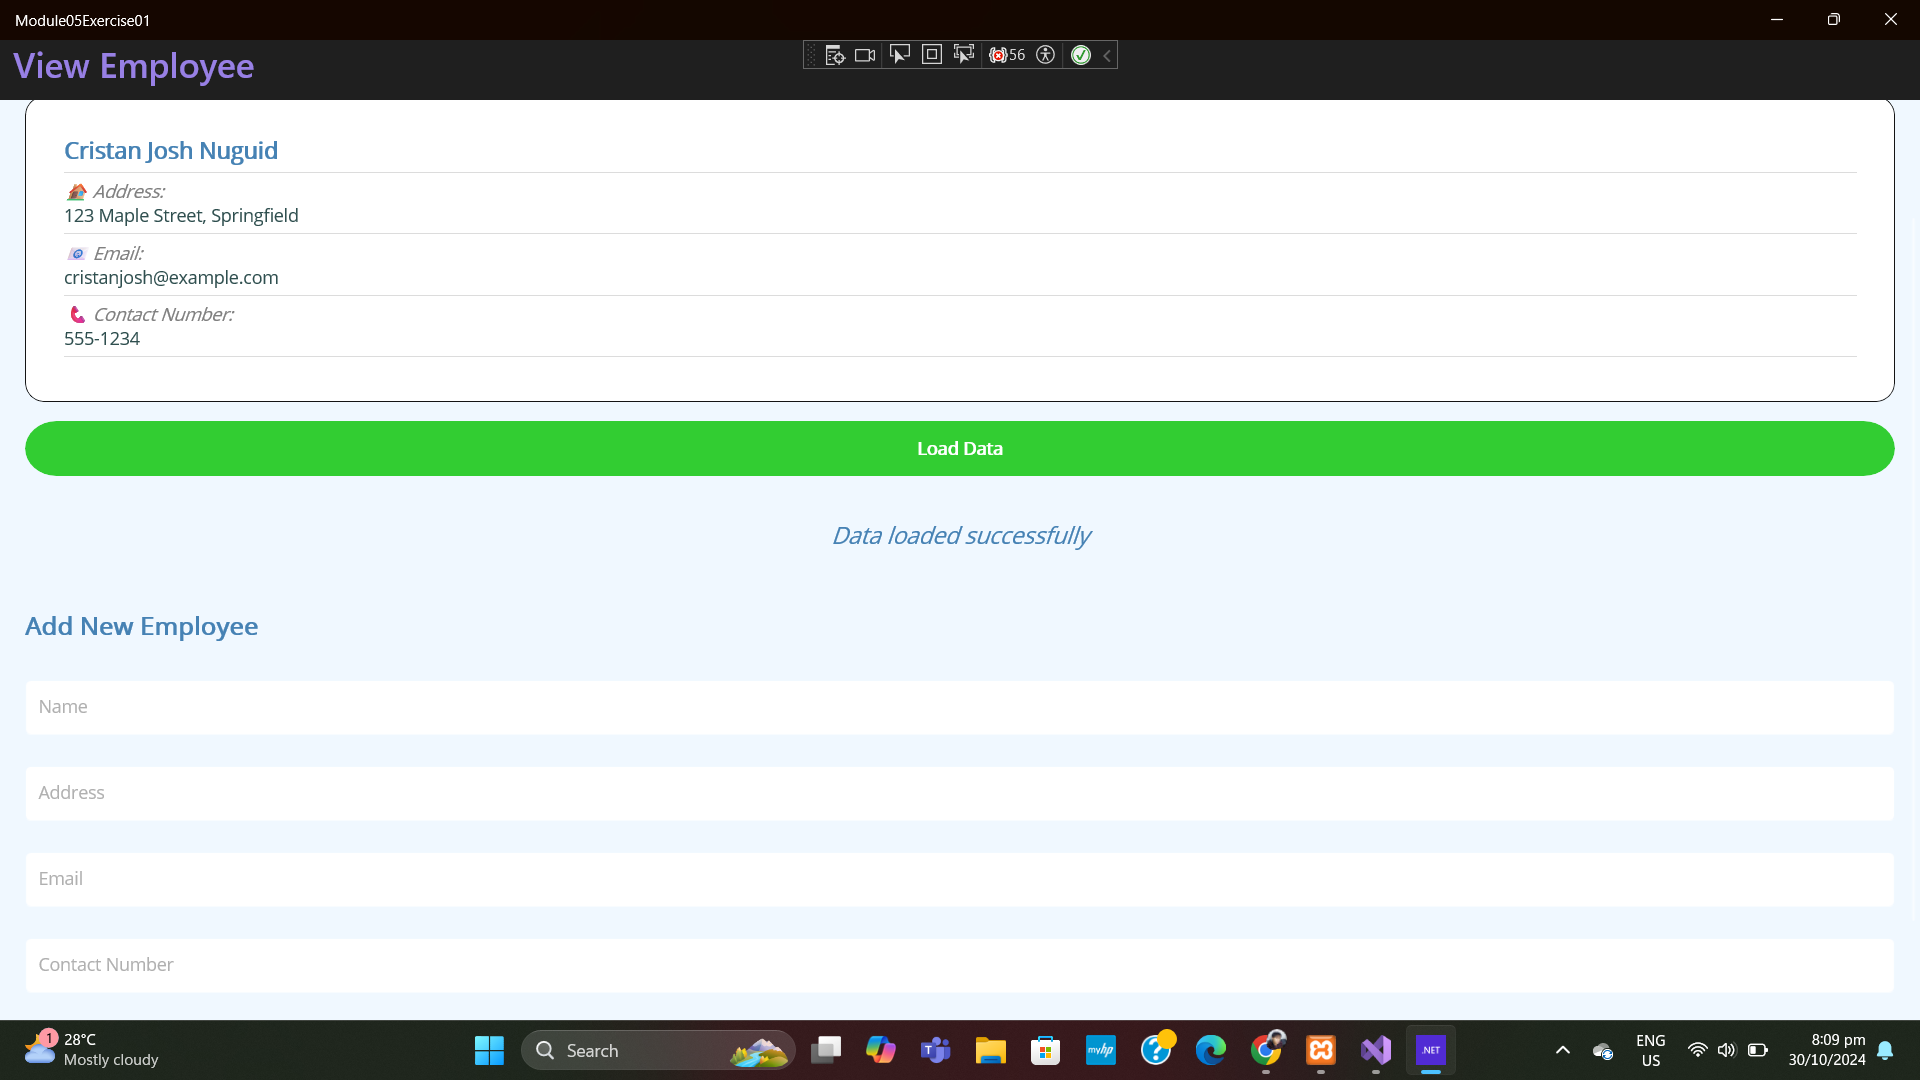 Module05Exercise01
View Employee
56
Cristan Josh Nuguid
Address:
123 Maple Street, Springfield
Email:
cristanjosh@example.com
Contact Number:
555-1234
Load Data
Data loaded successfully
Add New Employee
Name
Address
Email
Contact Number
1
28°C
Mostly cloudy
Search
T
myhp
?
.NET
ENG
US
8:09 pm
30/10/2024